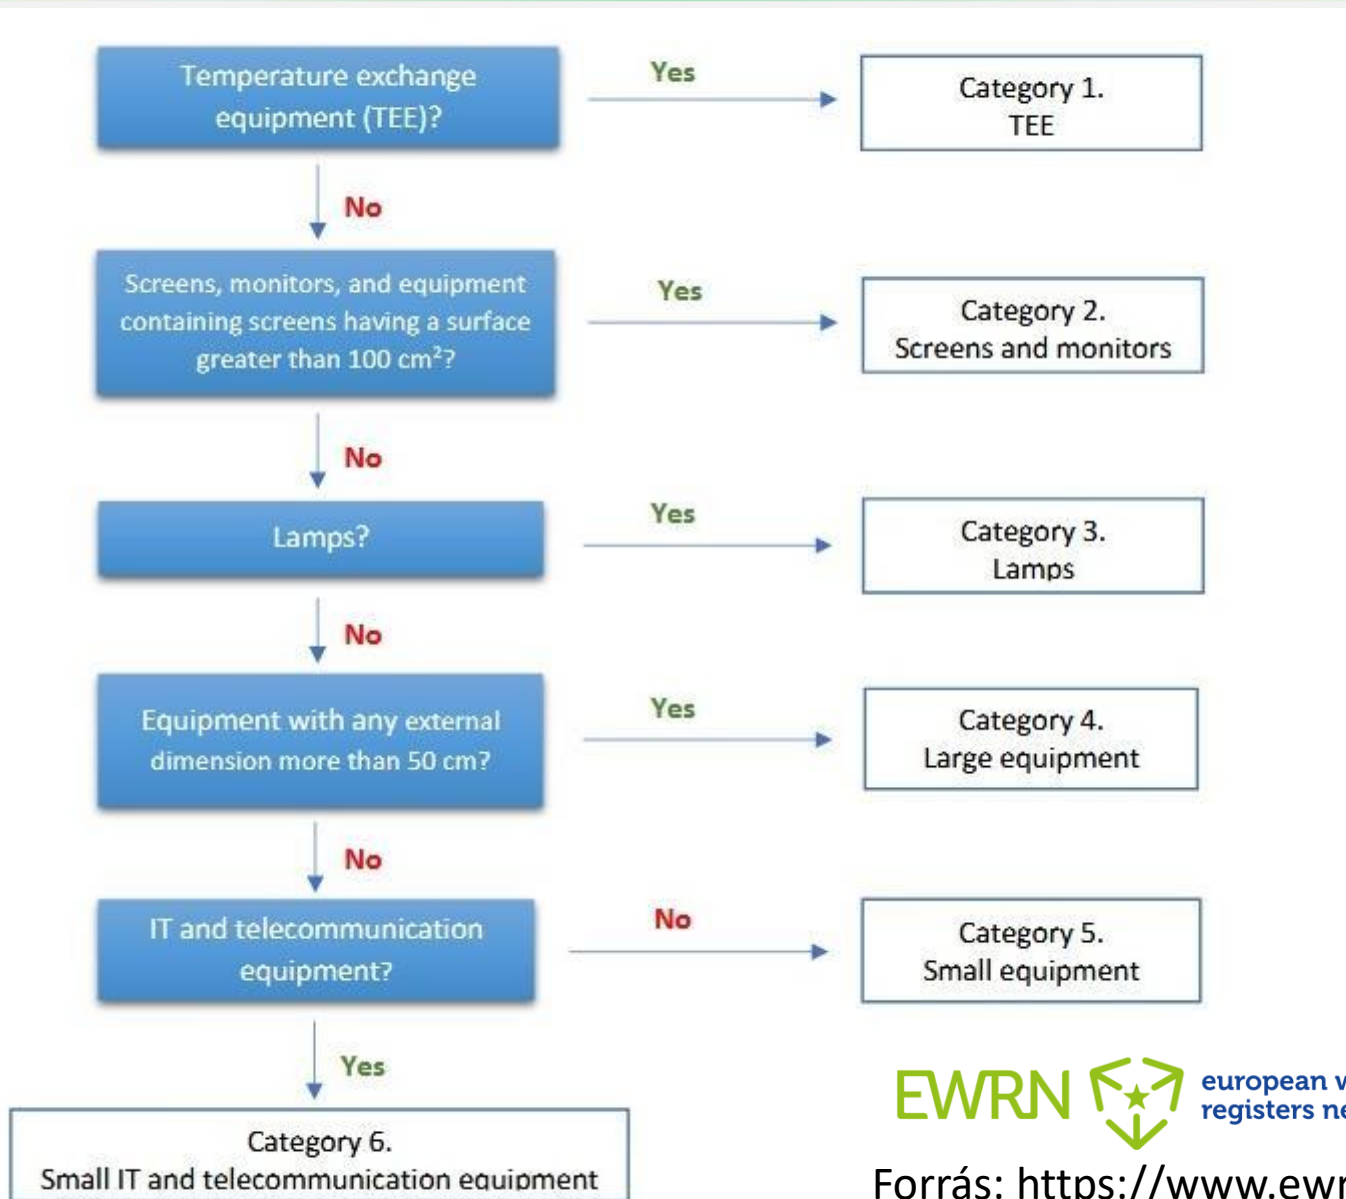 Temperature exchange
equipment (TEE)?
Yes
Category 1.
TEE
No
Screens, monitors, and equipment
containing screens having a surface
greater than 100 cm²?
Yes
Category 2.
Screens and monitors
No
Lamps?
Yes
Category 3.
Lamps
No
Equipment with any external
dimension more than 50 cm?
Yes
Category 4.
Large equipment
No
IT and telecommunication
equipment?
No
Category 5.
Small equipment
Yes
Category 6.
Small IT and telecommunication equipment
EWRN
european
registers
Forrás: https://www.ewr